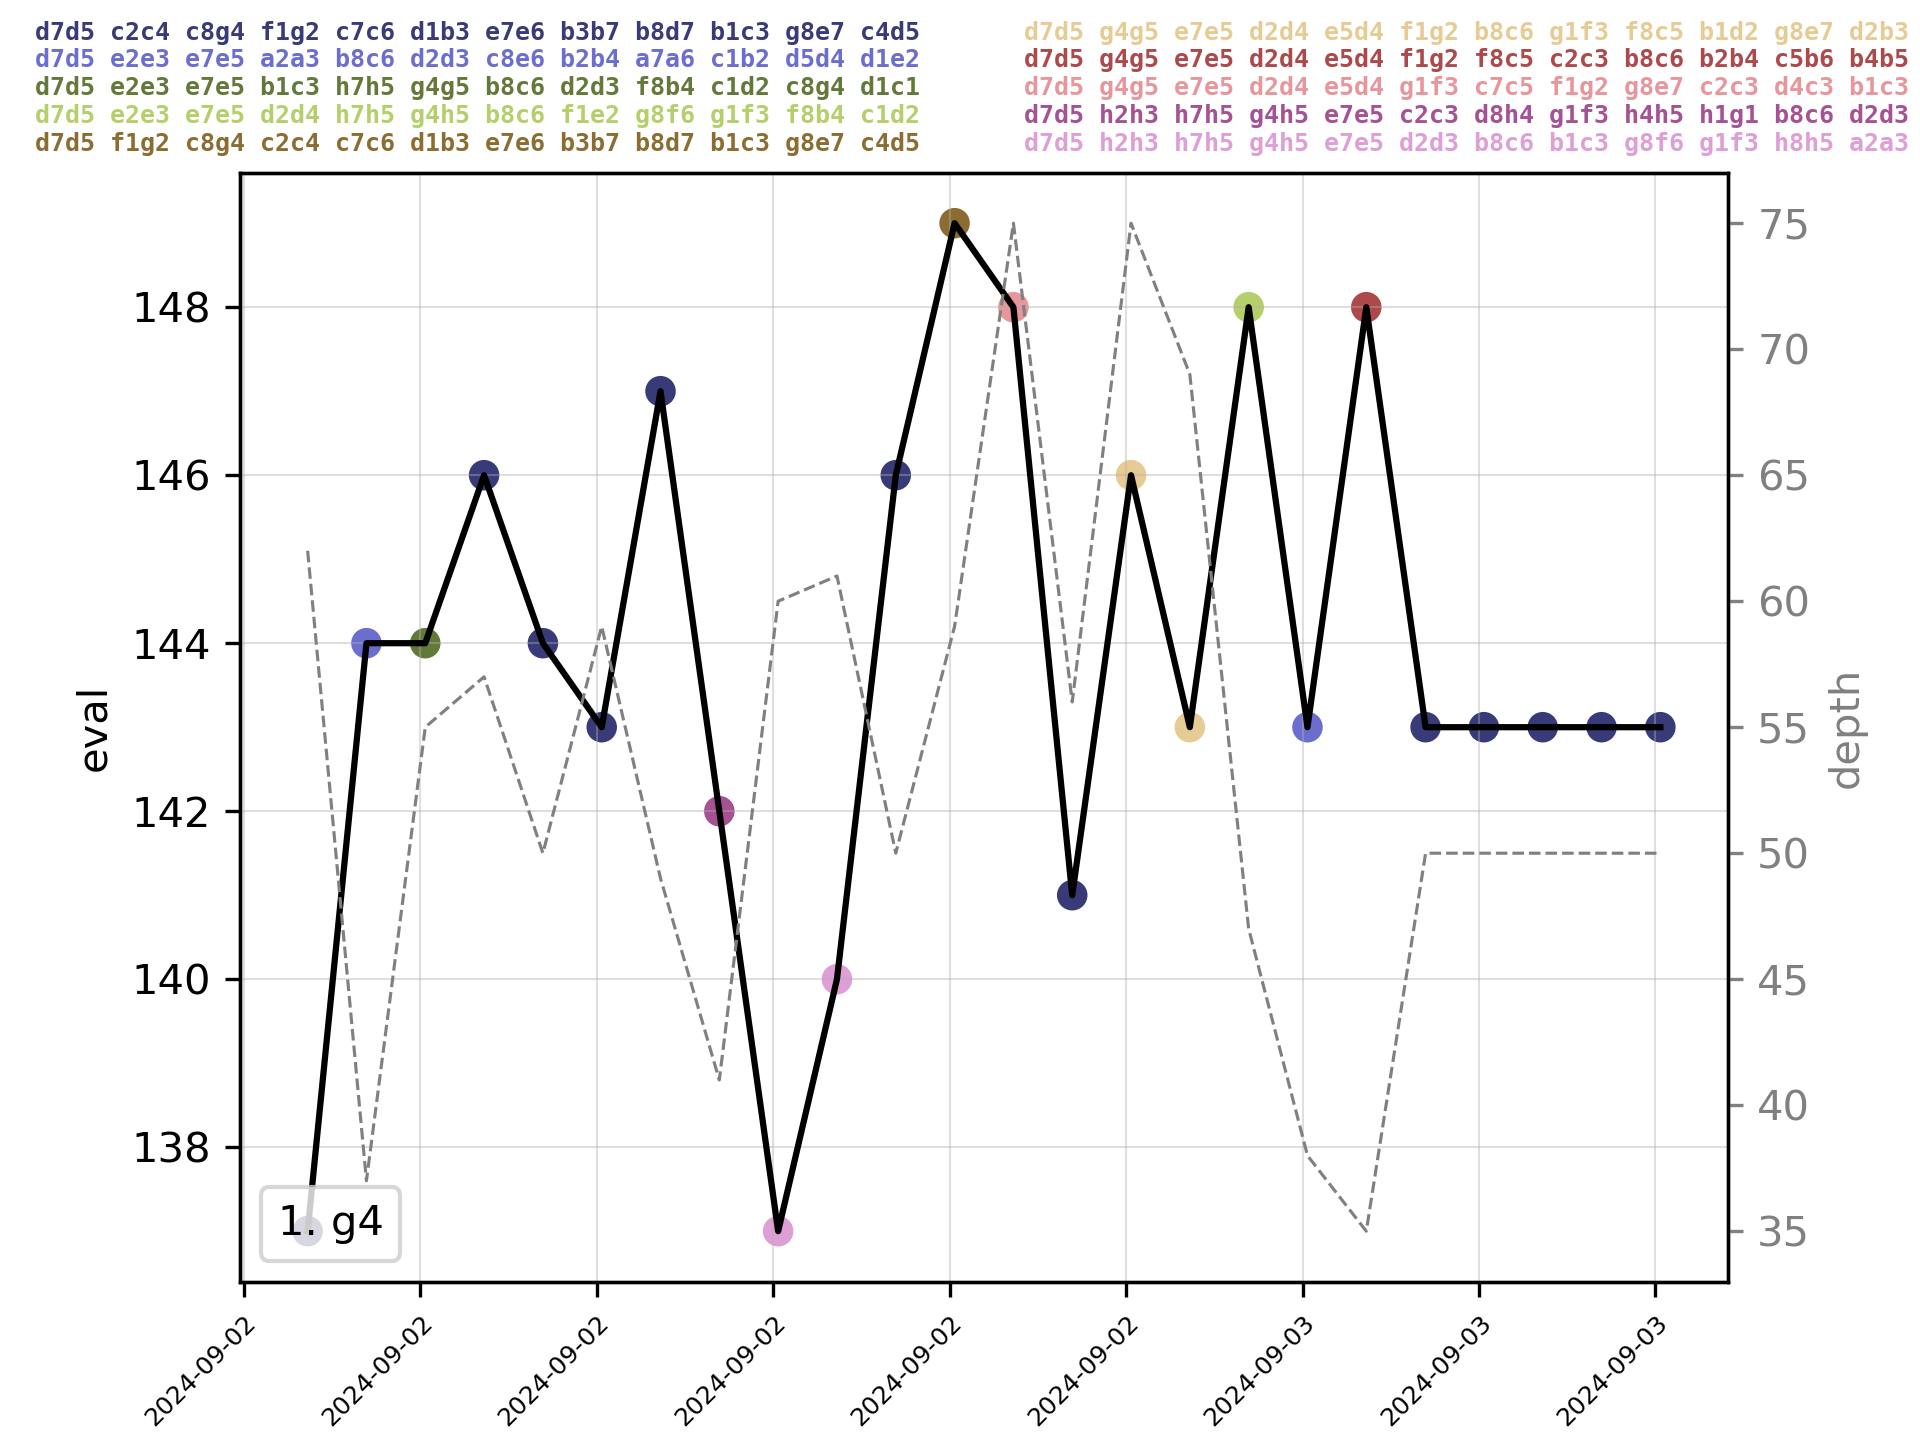 d7d5 c2c4 c8g4 f1g2 c7c6 d1b3 e7e6 b3b7 b8d7 b1c3 g8e7 c4d5
d7d5 e2e3 e7e5 a2a3 b8c6 d2d3 c8e6 b2b4 a7a6 c1b2 d5d4 d1e2
d7d5 e2e3 e7e5 b1c3 h7h5 g4g5 b8c6 d2d3 f8b4 c1d2 c8g4 d1c1
d7d5 e2e3 e7e5 d2d4 h7h5 g4h5 b8c6 f1e2 g8f6 g1f3 f8b4 c1d2
d7d5 f1g2 c8g4 c2c4 c7c6 d1b3 e7e6 b3b7 b8d7 b1c3 g8e7 c4d5
d7d5 g4g5 e7e5 d2d4 e5d4 f1g2 b8c6 g1f3 f8c5 b1d2 g8e7 d2b3
d7d5 g4g5 e7e5 d2d4 e5d4 f1g2 f8c5 c2c3 b8c6 b2b4 c5b6 b4b5
d7d5 g4g5 e7e5 d2d4 e5d4 g1f3 c7c5 f1g2 g8e7 c2c3 d4c3 b1c3
d7d5 h2h3 h7h5 g4h5 e7e5 c2c3 d8h4 g1f3 h4h5 h1g1 b8c6 d2d3
d7d5 h2h3 h7h5 g4h5 e7e5 d2d3 b8c6 b1c3 g8f6 g1f3 h8h5 a2a3
148
146
144
142
140
138
eval
75
70
65
60
55
50
45
40
35
depth
1. g4
2024-09-02
2024-09-02
2024-09-02
2024-09-02
2024-09-02
2024-09-02
2024-09-03
2024-09-03
2024-09-03